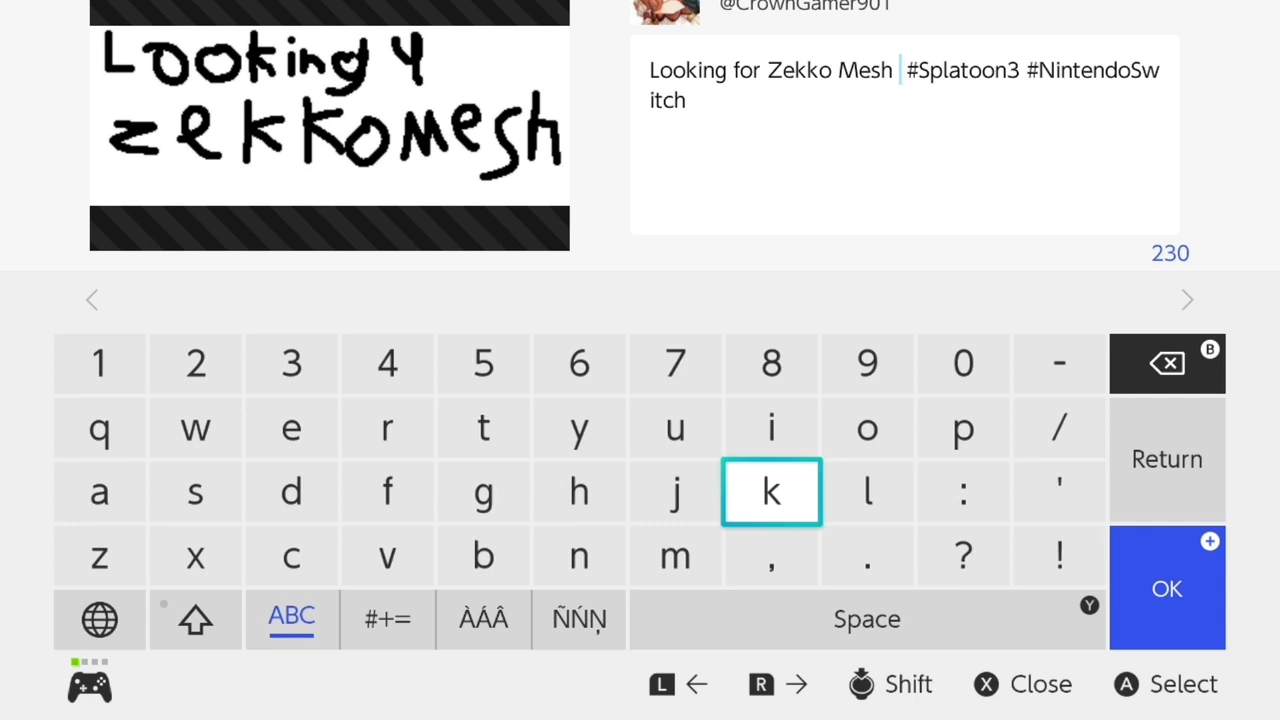 @CrownGamer901
Looking 4
zekkomesh
Looking for Zekko Mesh #Splatoon3 #NintendoSw
itch
230
1 2 3 4 5 6 7 8 9 0 -
B
q w e r t y u i o p /
Return
a s d f g h j k l : '
z x c v b n m , . ? !
+
OK
ABC #+= ÀÁÂ ÑŃŅ Space Y
L ← R → Shift X Close A Select